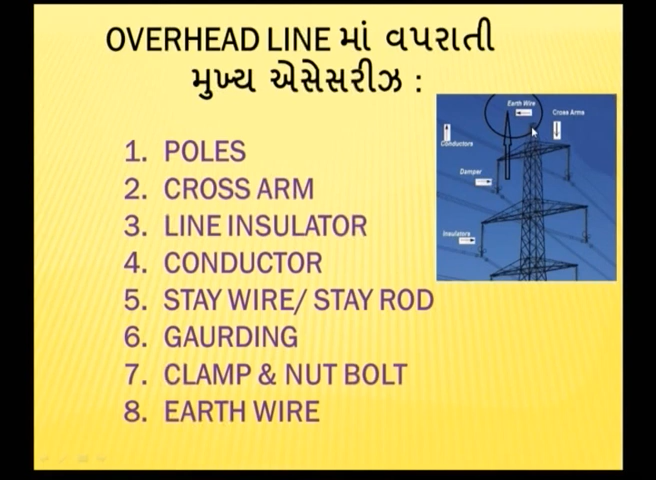 OVERHEAD LINE માં વપરાતી
મુખ્ય એસેસરીઝ :
1. POLES
2. CROSS ARM
3. LINE INSULATOR
4. CONDUCTOR
5. STAY WIRE/ STAY ROD
6. GAURDING
7. CLAMP & NUT BOLT
8. EARTH WIRE
Earth Wire
Cross Arms
Conductors
Damper
Insulators